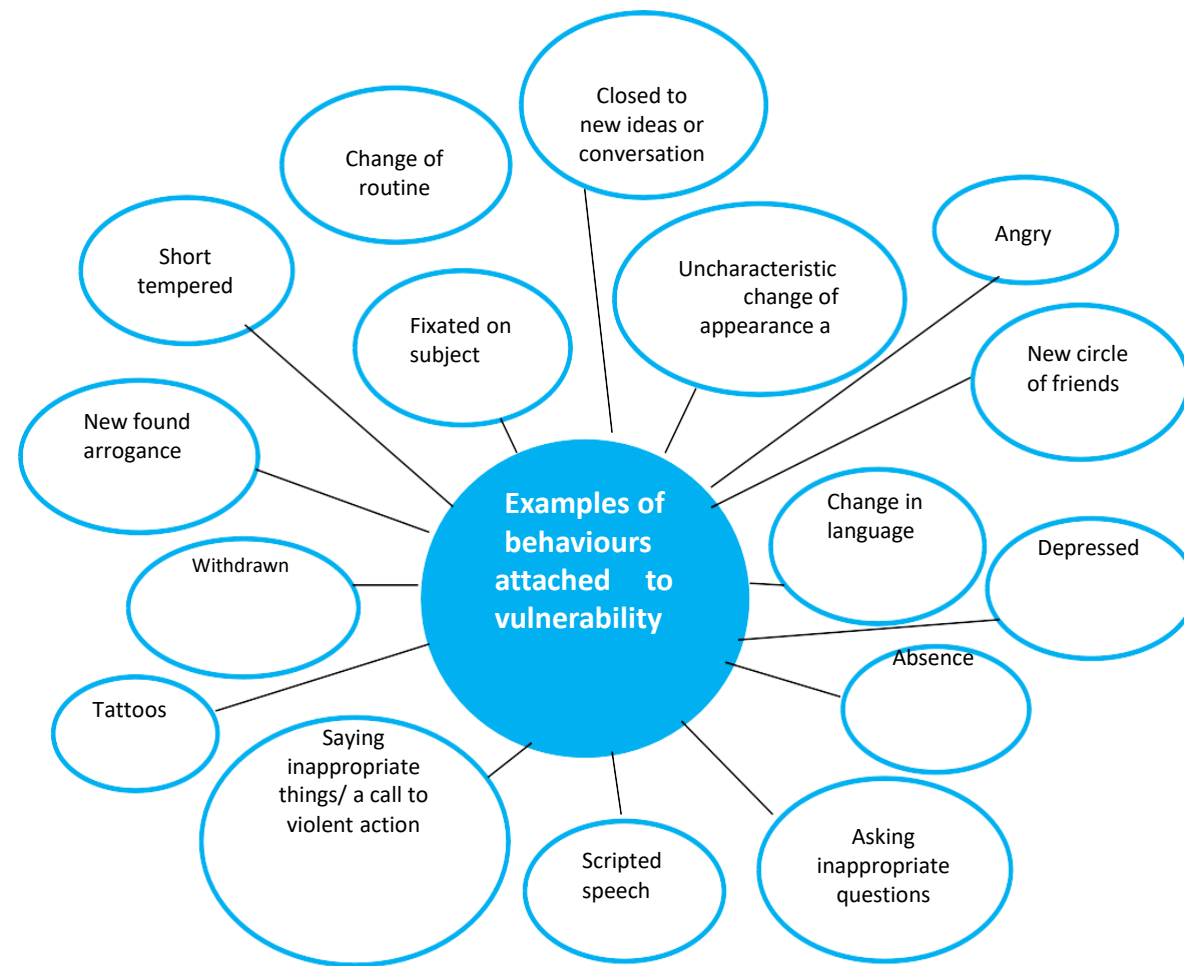 Closed to
new ideas or
conversation
Change of
routine
Angry
Short
tempered
Uncharacteristic
change of
appearance a
Fixated on
subject
New circle
of friends
New found
arrogance
Examples of
behaviours
attached to
vulnerability
Change in
language
Depressed
Withdrawn
Absence
Tattoos
Saying
inappropriate
things/ a call to
violent action
Scripted
speech
Asking
inappropriate
questions